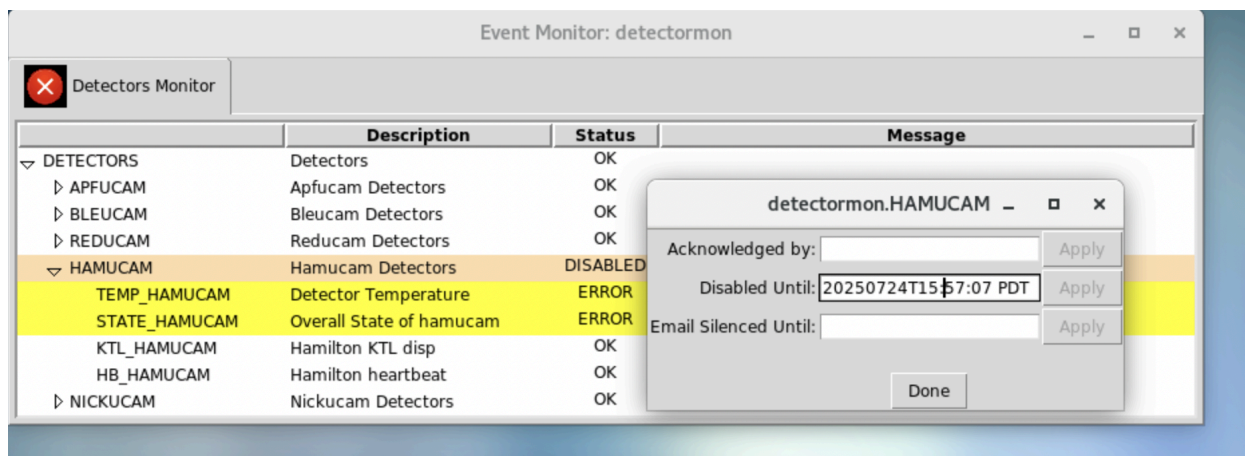 Event Monitor: detectormon
Detectors Monitor
Description Status Message
DETECTORS Detectors OK
APFUCAM Apfucam Detectors OK
BLEUCAM Bleucam Detectors OK
REDUCAM Reducam Detectors OK
HAMUCAM Hamucam Detectors DISABLED
TEMP_HAMUCAM Detector Temperature ERROR
STATE_HAMUCAM Overall State of hamucam ERROR
KTL_HAMUCAM Hamilton KTL disp OK
HB_HAMUCAM Hamilton heartbeat OK
NICKUCAM Nickucam Detectors OK
detectormon.HAMUCAM
Acknowledged by: Apply
Disabled Until: 20250724T15:57:07 PDT Apply
Email Silenced Until: Apply
Done